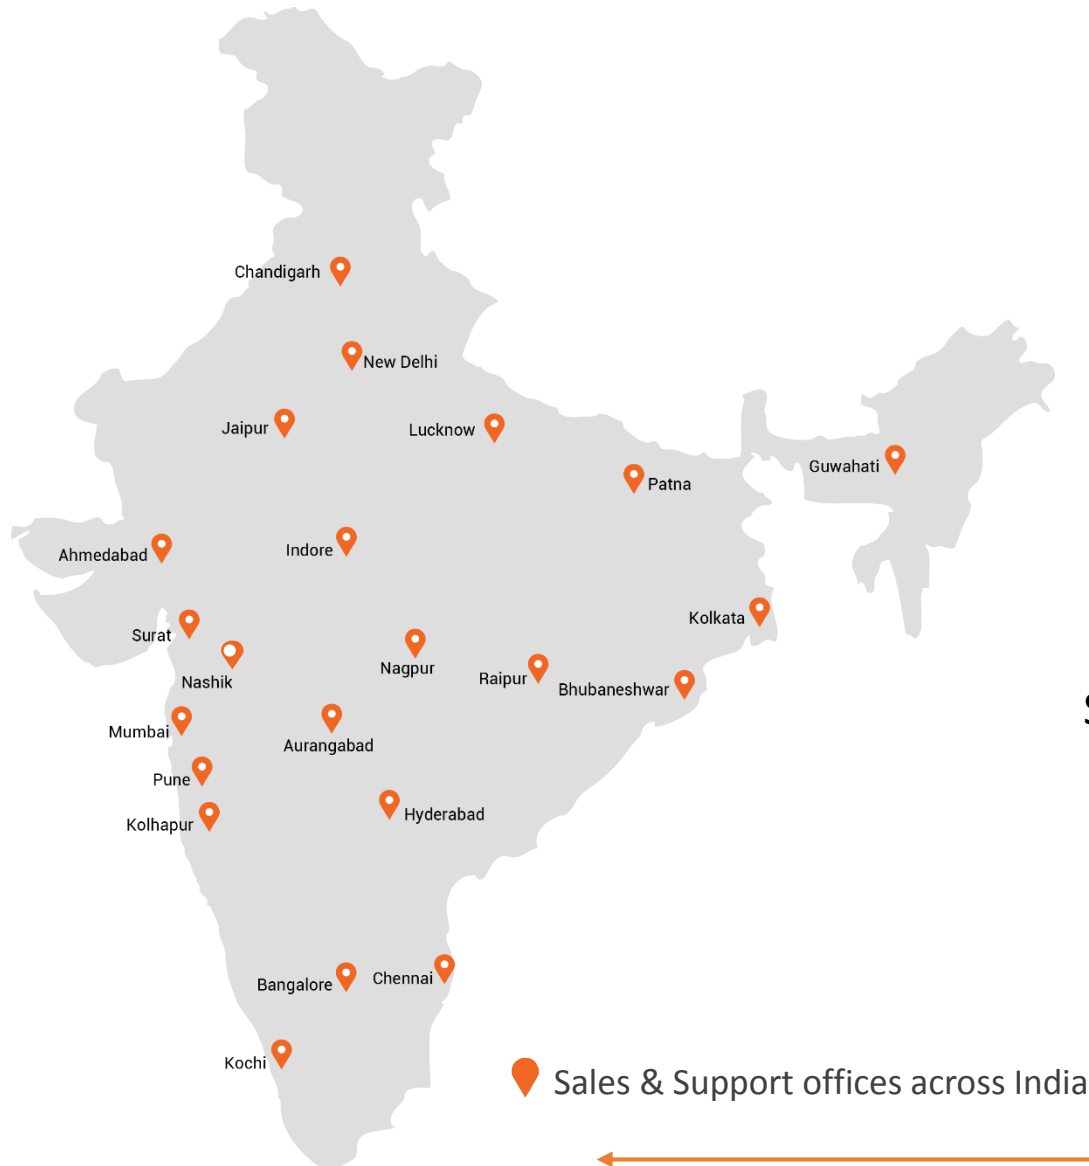 Chandigarh
New Delhi
Jaipur
Lucknow
Guwahati
Patna
Indore
Ahmedabad
Kolkata
Surat
Nagpur
Raipur
Nashik
Bhubaneshwar
Mumbai
Aurangabad
Pune
Hyderabad
Kolhapur
Chennai
Bangalore
Kochi
Sales & Support offices across India